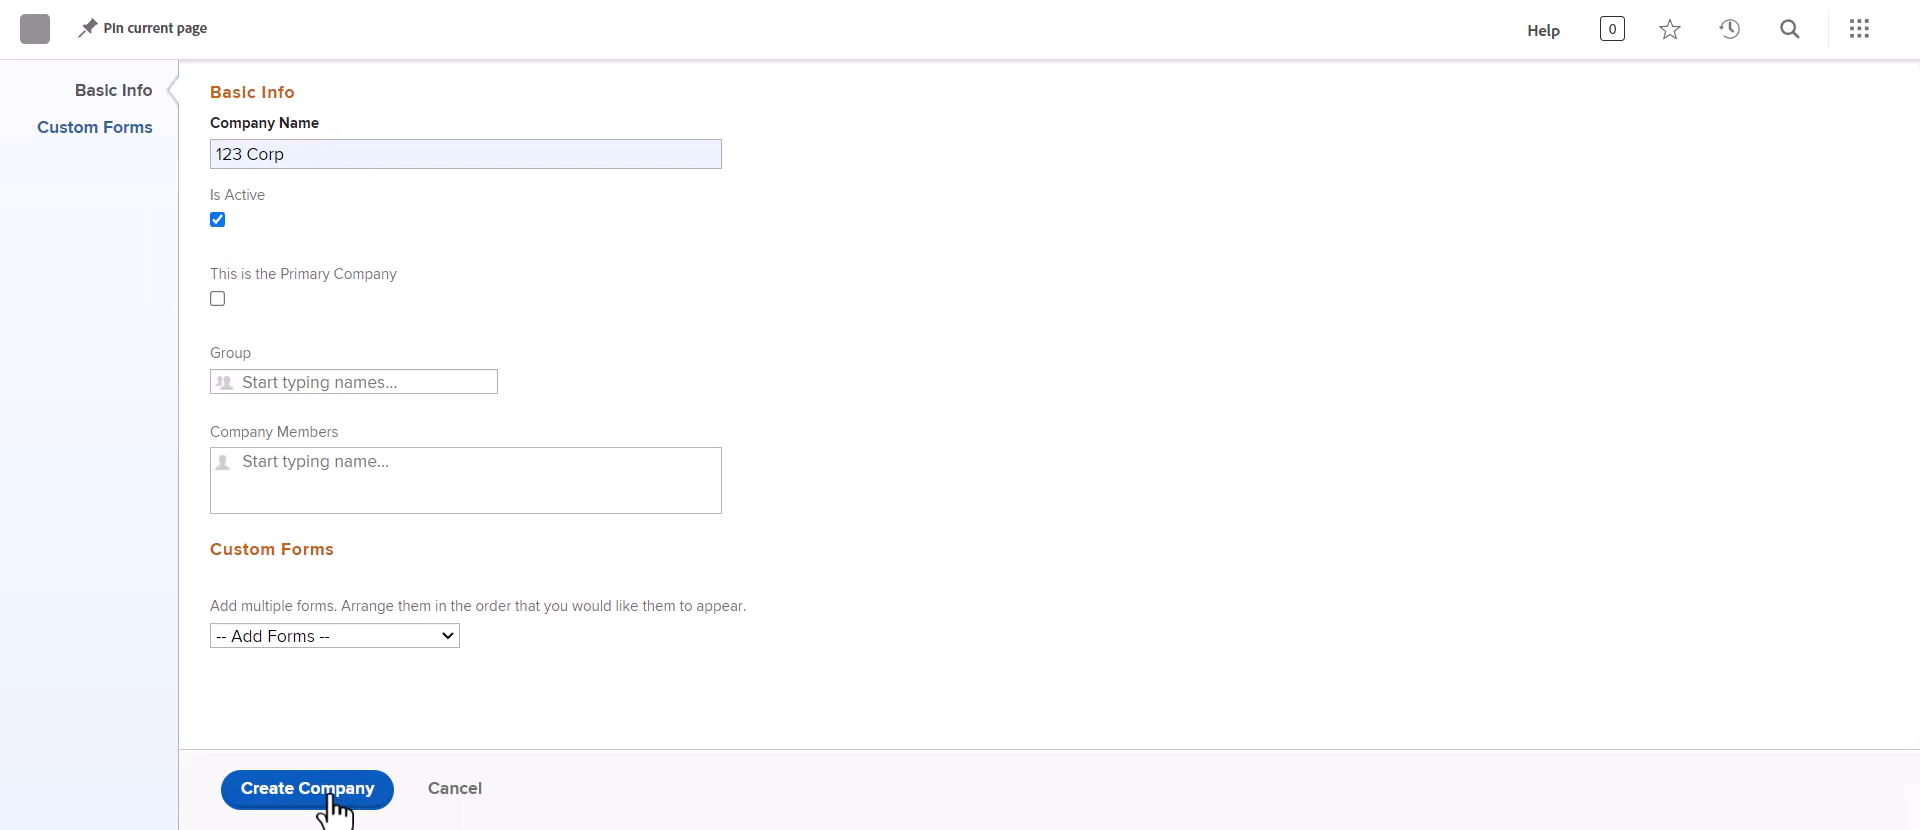 Pin current page
Help
0
Basic Info
Custom Forms
Basic Info
Company Name
123 Corp
Is Active
This is the Primary Company
Group
Start typing names...
Company Members
Start typing name...
Custom Forms
Add multiple forms. Arrange them in the order that you would like them to appear.
-- Add Forms --
Create Company
Cancel